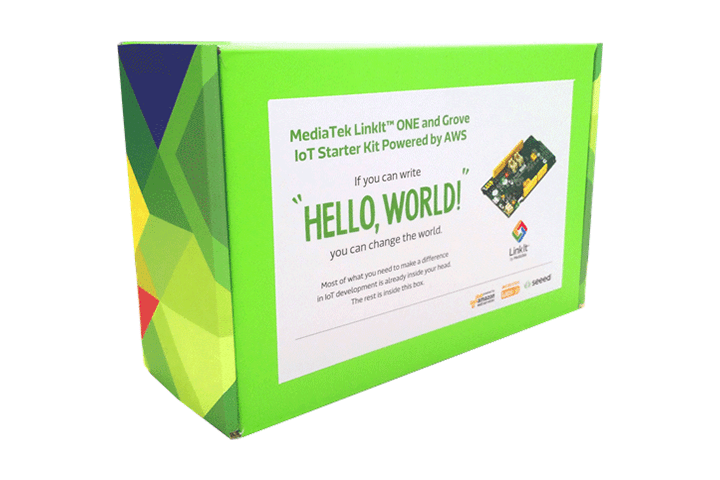 MediaTek LinkIt™ ONE and Grove
IoT Starter Kit Powered by AWS
If you can write
“HELLO, WORLD!”
you can change the world.
Most of what you need to make a difference
in IoT development is already inside your head.
The rest is inside this box.
LinkIt
amazon
seeed